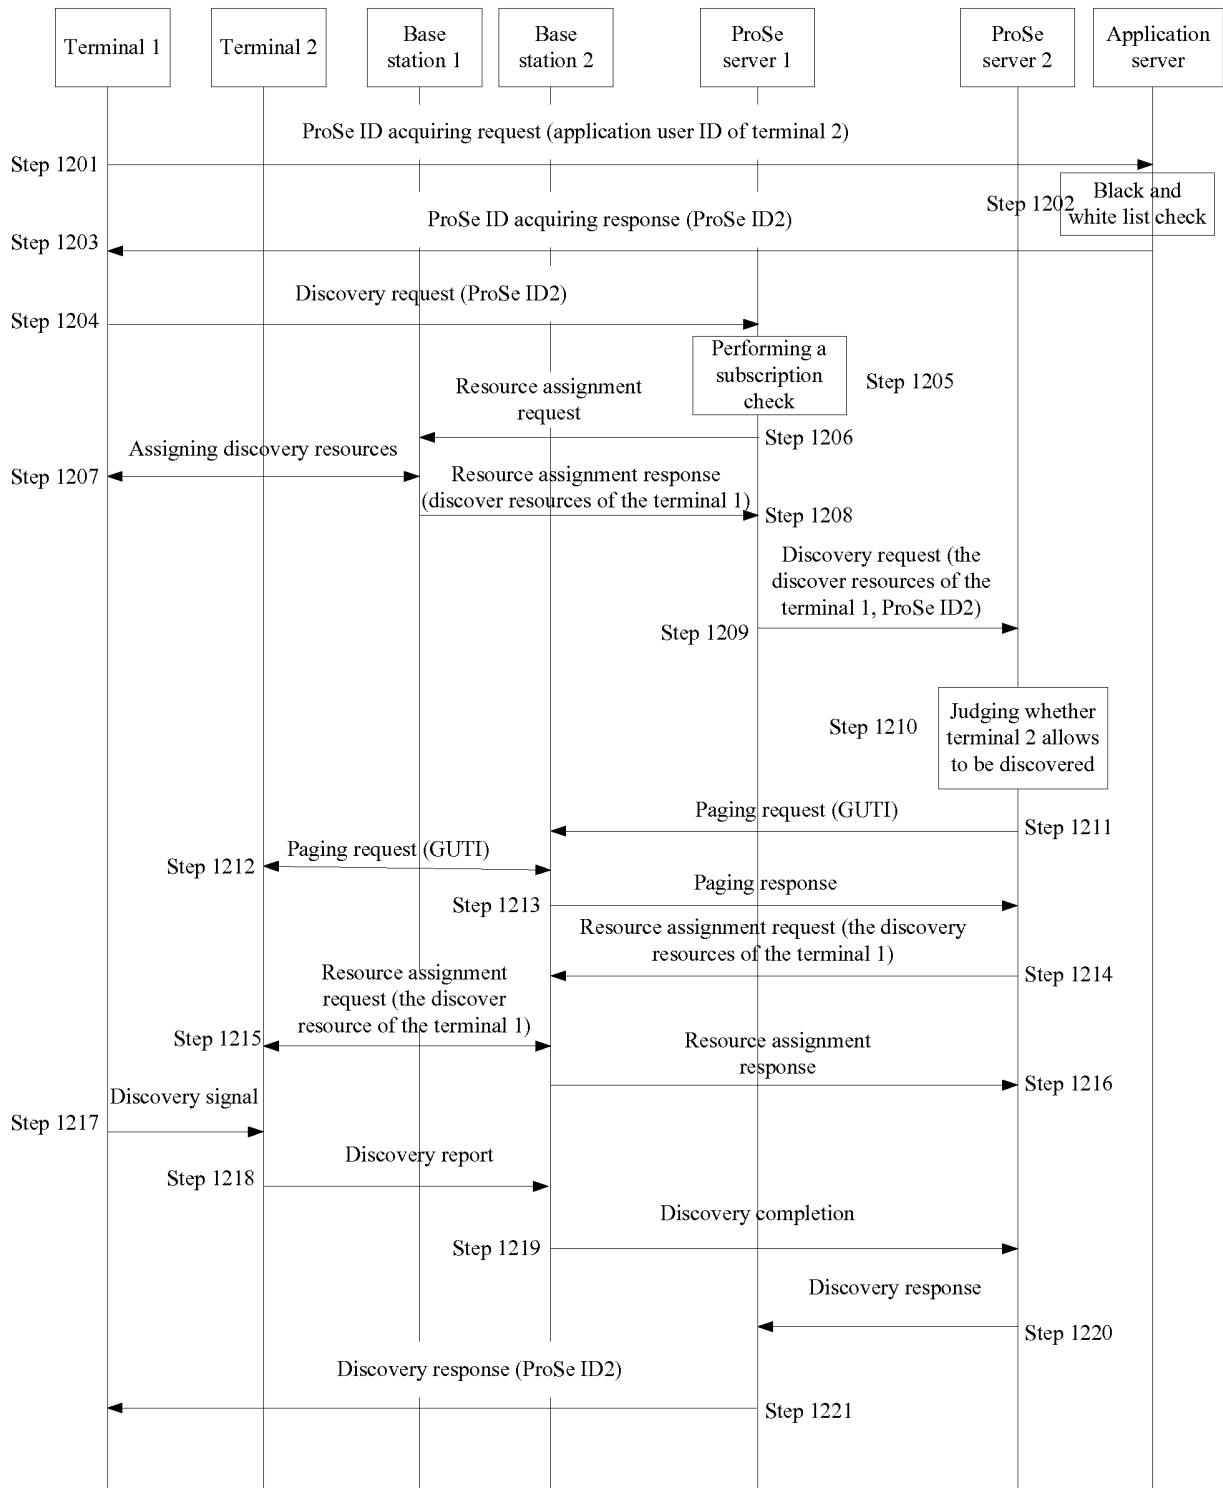 Terminal 1
Terminal 2
Base
station 1
Base
station 2
ProSe
server 1
ProSe
server 2
Application
server
ProSe ID acquiring request (application user ID of terminal 2)
Step 1201
Step 1202
Black and
white list check
ProSe ID acquiring response (ProSe ID2)
Step 1203
Discovery request (ProSe ID2)
Step 1204
Performing a
subscription
check
Step 1205
Resource assignment
request
Step 1206
Assigning discovery resources
Step 1207
Resource assignment response
(discover resources of the terminal 1)
Step 1208
Discovery request (the
discover resources of the
terminal 1, ProSe ID2)
Step 1209
Step 1210
Judging whether
terminal 2 allows
to be discovered
Paging request (GUTI)
Step 1211
Paging request (GUTI)
Step 1212
Paging response
Step 1213
Resource assignment request (the discovery
resources of the terminal 1)
Step 1214
Resource assignment
request (the discover
resource of the terminal 1)
Step 1215
Resource assignment
response
Step 1216
Discovery signal
Step 1217
Discovery report
Step 1218
Discovery completion
Step 1219
Discovery response
Step 1220
Discovery response (ProSe ID2)
Step 1221